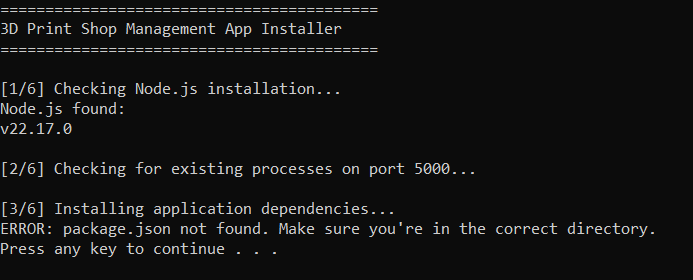 ==========================================
3D Print Shop Management App Installer
==========================================
[1/6] Checking Node.js installation...
Node.js found:
v22.17.0
[2/6] Checking for existing processes on port 5000...
[3/6] Installing application dependencies...
ERROR: package.json not found. Make sure you're in the correct directory.
Press any key to continue . . .